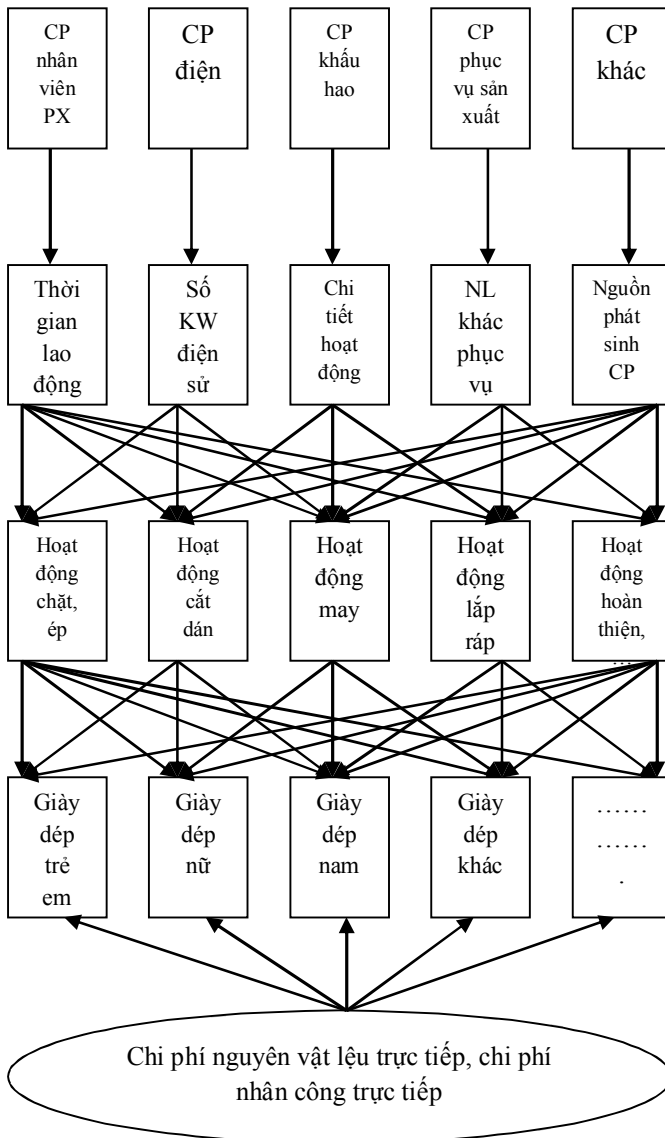 CP
nhân
viên
PX
CP
điện
CP
khấu
hao
CP
phục
vụ sản
xuất
CP
khác
Thời
gian
lao
động
Số
KW
điện
sử
Chi
tiết
hoạt
động
NL
khác
phục
vụ
Nguồn
phát
sinh
CP
Hoạt
động
chặt,
ép
Hoạt
động
cắt
dán
Hoạt
động
may
Hoạt
động
lắp
ráp
Hoạt
động
hoàn
thiện,
...
Giày
dép
trẻ
em
Giày
dép
nữ
Giày
dép
nam
Giày
dép
khác
……
……
.
Chi phí nguyên vật lệu trực tiếp, chi phí
nhân công trực tiếp